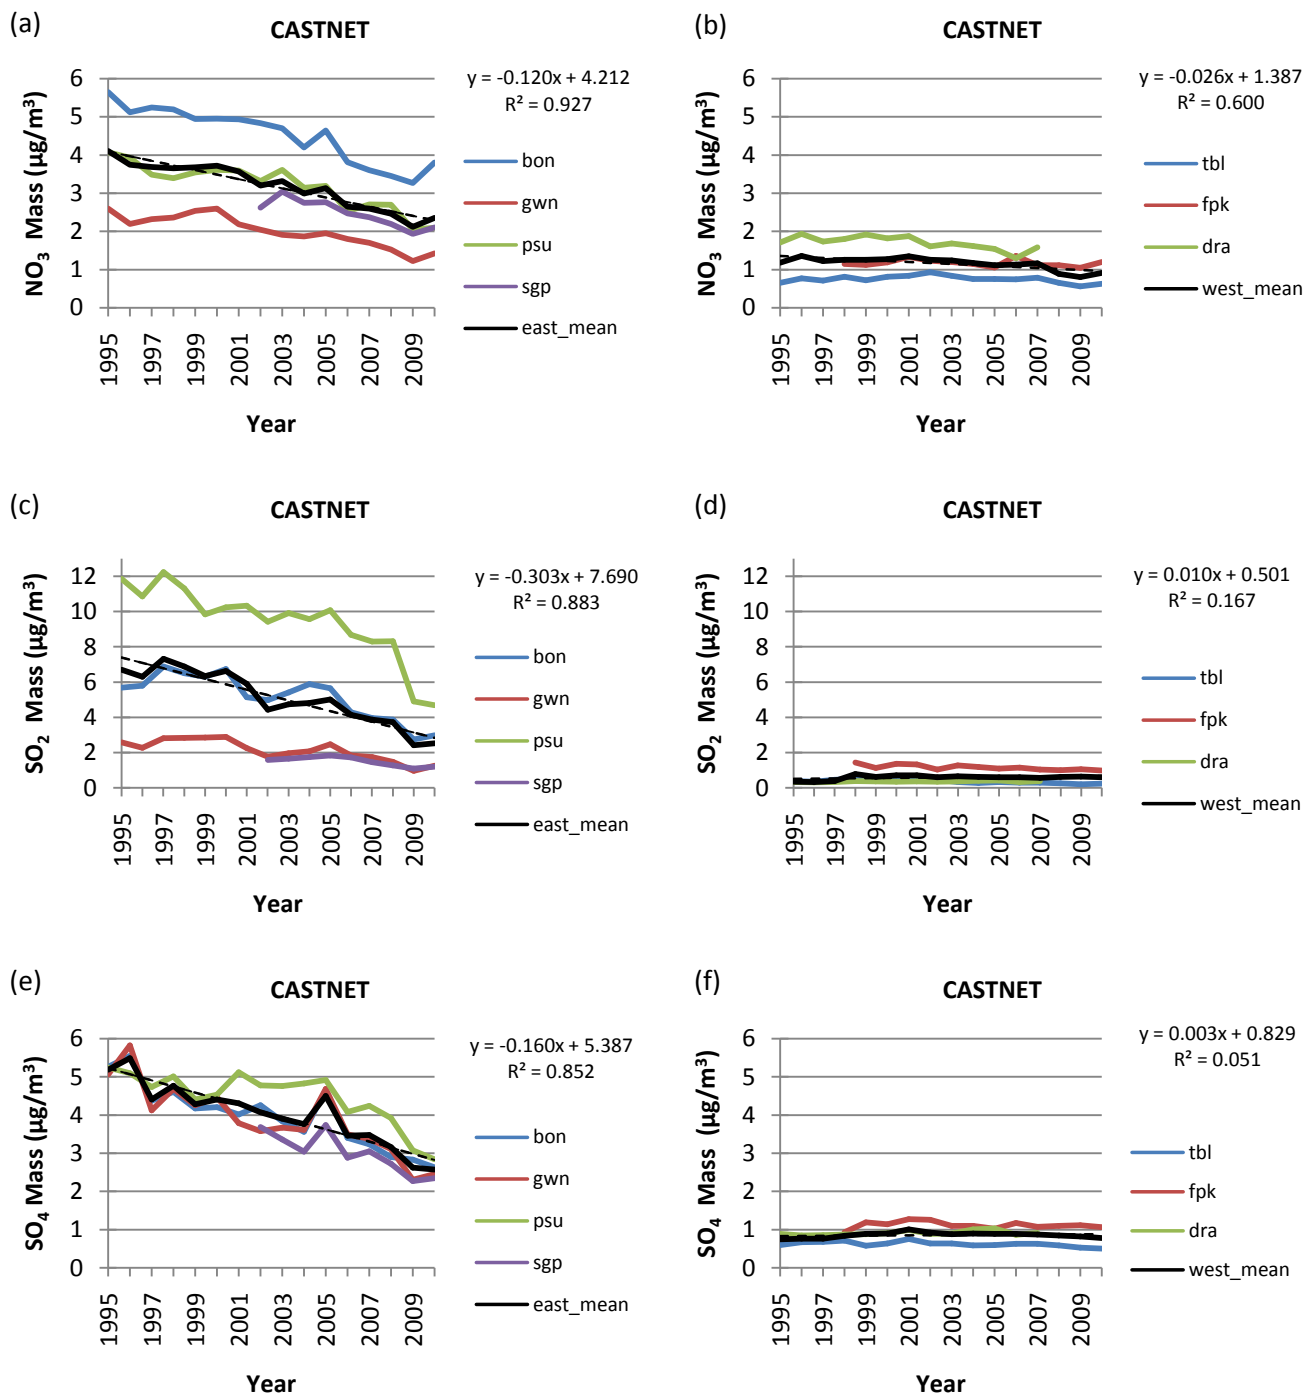 (a)
CASTNET
y = -0.120x + 4.212
R² = 0.927
NO₃ Mass (µg/m³)
6
5
4
3
2
1
0
1995
1997
1999
2001
2003
2005
2007
2009
Year
bon
gwn
psu
sgp
east_mean
(b)
CASTNET
y = -0.026x + 1.387
R² = 0.600
NO₃ Mass (µg/m³)
6
5
4
3
2
1
0
1995
1997
1999
2001
2003
2005
2007
2009
Year
tbl
fpk
dra
west_mean
(c)
CASTNET
y = -0.303x + 7.690
R² = 0.883
SO₂ Mass (µg/m³)
12
10
8
6
4
2
0
1995
1997
1999
2001
2003
2005
2007
2009
Year
bon
gwn
psu
sgp
east_mean
(d)
CASTNET
y = 0.010x + 0.501
R² = 0.167
SO₂ Mass (µg/m³)
12
10
8
6
4
2
0
1995
1997
1999
2001
2003
2005
2007
2009
Year
tbl
fpk
dra
west_mean
(e)
CASTNET
y = -0.160x + 5.387
R² = 0.852
SO₄ Mass (µg/m³)
6
5
4
3
2
1
0
1995
1997
1999
2001
2003
2005
2007
2009
Year
bon
gwn
psu
sgp
east_mean
(f)
CASTNET
y = 0.003x + 0.829
R² = 0.051
SO₄ Mass (µg/m³)
6
5
4
3
2
1
0
1995
1997
1999
2001
2003
2005
2007
2009
Year
tbl
fpk
dra
west_mean